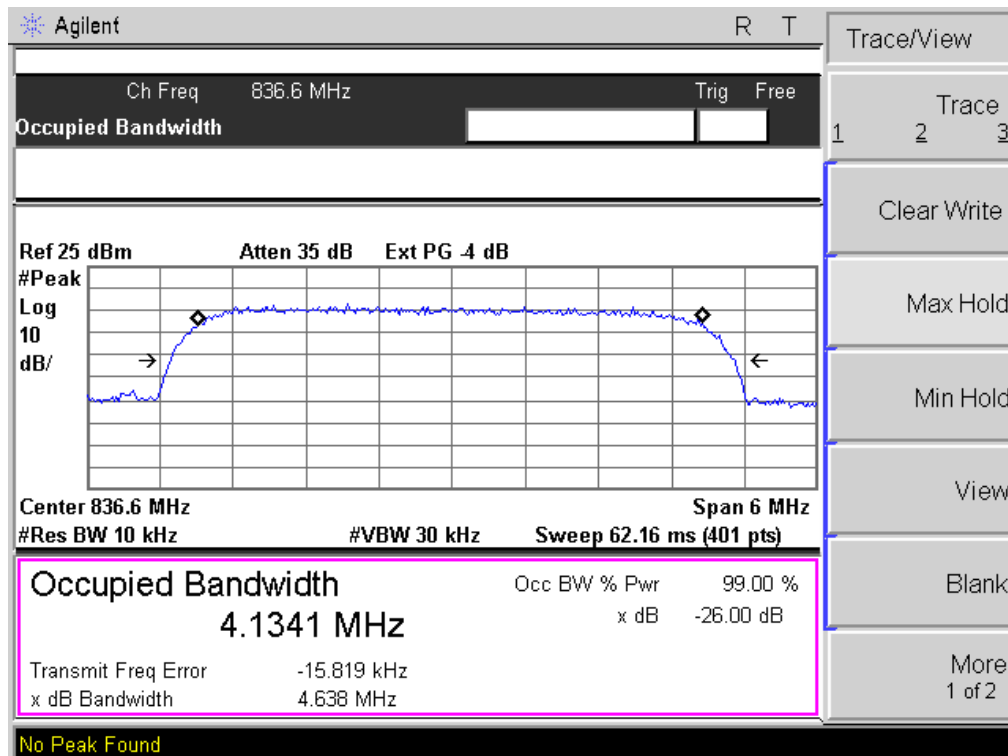 Agilent R T
Trace/View
Ch Freq 836.6 MHz Trig Free
Occupied Bandwidth
Trace
1 2 3
Clear Write
Max Hold
Min Hold
View
Blank
More
1 of 2
Ref 25 dBm Atten 35 dB Ext PG -4 dB
#Peak
Log
10
dB/
Center 836.6 MHz Span 6 MHz
#Res BW 10 kHz #VBW 30 kHz Sweep 62.16 ms (401 pts)
Occupied Bandwidth Occ BW % Pwr 99.00 %
4.1341 MHz x dB -26.00 dB
Transmit Freq Error -15.819 kHz
x dB Bandwidth 4.638 MHz
No Peak Found